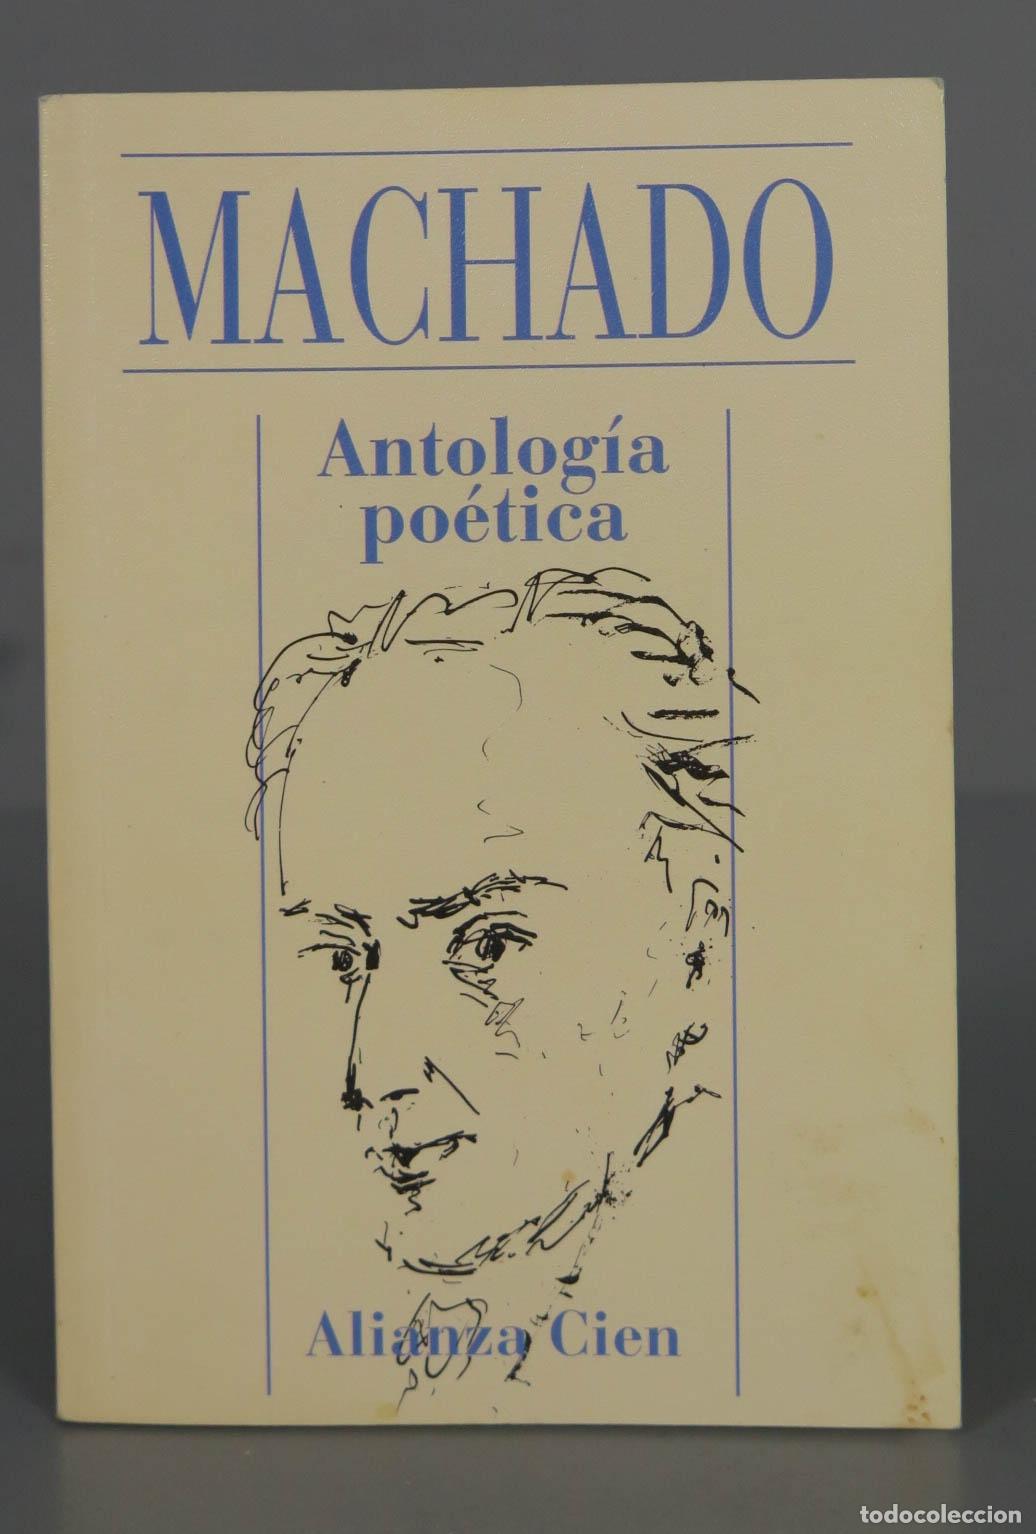 MACHADO
Antología
poética
Alianza Cien
todocoleccion